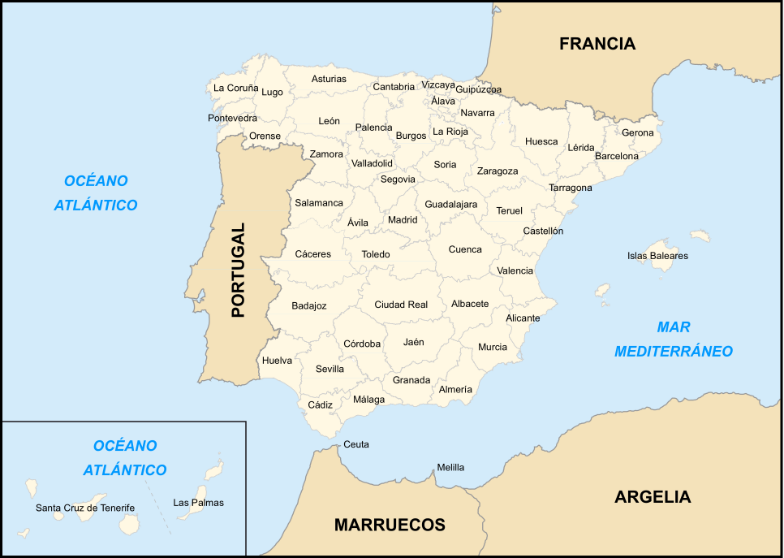 FRANCIA
Asturias
Cantabria
Vizcaya
Guipúzcoa
La Coruña
Lugo
Álava
Navarra
Pontevedra
León
Palencia
Burgos
La Rioja
Orense
Huesca
Lérida
Gerona
Barcelona
Zamora
Valladolid
Soria
Zaragoza
Segovia
Tarragona
OCÉANO
ATLÁNTICO
Salamanca
Ávila
Madrid
Guadalajara
Teruel
Castellón
PORTUGAL
Cáceres
Toledo
Cuenca
Valencia
Islas Baleares
Badajoz
Ciudad Real
Albacete
Alicante
MAR
MEDITERRÁNEO
Huelva
Sevilla
Córdoba
Jaén
Murcia
Granada
Almería
Cádiz
Málaga
Ceuta
Melilla
OCÉANO
ATLÁNTICO
Santa Cruz de Tenerife
Las Palmas
MARRUECOS
ARGELIA